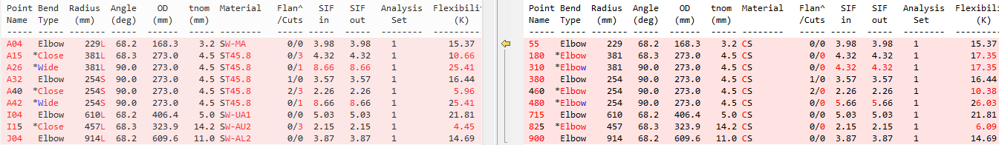 Point Bend Radius Angle OD tnom Material Flan^ SIF SIF Analysis Flexibili
Name Type (mm) (deg) (mm) (mm) /Cuts in out Set (K)
----- ----- ------ ----- ----- ----- -------- ----- ----- ----- -------- ---------
A04 Elbow 229L 68.2 168.3 3.2 SW-MA 0/0 3.98 3.98 1 15.37
A15 *Close 381L 68.3 273.0 4.5 ST45.8 0/3 4.32 4.32 1 10.66
A26 *Wide 381L 90.0 273.0 4.5 ST45.8 0/1 8.66 8.66 1 25.41
A32 Elbow 254S 90.0 273.0 4.5 ST45.8 1/0 3.57 3.57 1 16.44
A40 *Close 254S 90.0 273.0 4.5 ST45.8 2/3 2.26 2.26 1 5.96
A42 *Wide 254S 90.0 273.0 4.5 ST45.8 0/1 8.66 8.66 1 25.41
I04 Elbow 610L 68.2 406.4 5.0 SW-UA1 0/0 5.03 5.03 1 21.81
I15 *Close 457L 68.3 323.9 14.2 SW-AU2 0/3 2.15 2.15 1 4.45
J04 Elbow 914L 68.2 609.6 11.0 SW-AL2 0/0 3.87 3.87 1 14.69
Point Bend Radius Angle OD tnom Material Flan^ SIF SIF Analysis Flexibili
Name Type (mm) (deg) (mm) (mm) /Cuts in out Set (K)
----- ----- ------ ----- ----- ----- -------- ----- ----- ----- -------- ---------
55 Elbow 229 68.2 168.3 3.2 CS 0/0 3.98 3.98 1 15.37
180 *Elbow 381 68.3 273.0 4.5 CS 0/0 4.32 4.32 1 17.35
310 *Elbow 381 90.0 273.0 4.5 CS 0/0 4.32 4.32 1 17.35
380 Elbow 254 90.0 273.0 4.5 CS 1/0 3.57 3.57 1 16.44
460 *Elbow 254 90.0 273.0 4.5 CS 2/0 2.26 2.26 1 10.38
480 *Elbow 254 90.0 273.0 4.5 CS 0/0 5.66 5.66 1 26.03
715 Elbow 610 68.2 406.4 5.0 CS 0/0 5.03 5.03 1 21.81
825 *Elbow 457 68.3 323.9 14.2 CS 0/0 2.15 2.15 1 6.09
900 Elbow 914 68.2 609.6 11.0 CS 0/0 3.87 3.87 1 14.69